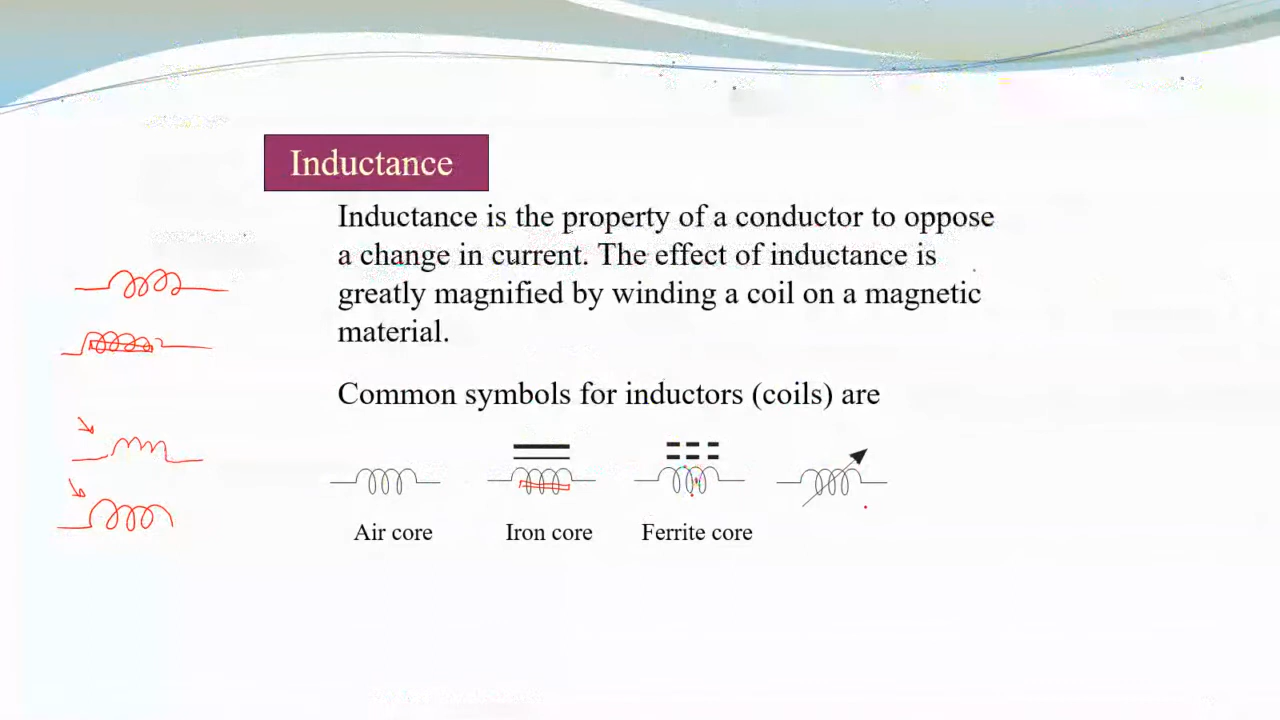 Inductance
Inductance is the property of a conductor to oppose
a change in current. The effect of inductance is
greatly magnified by winding a coil on a magnetic
material.
Common symbols for inductors (coils) are
Air core
Iron core
Ferrite core